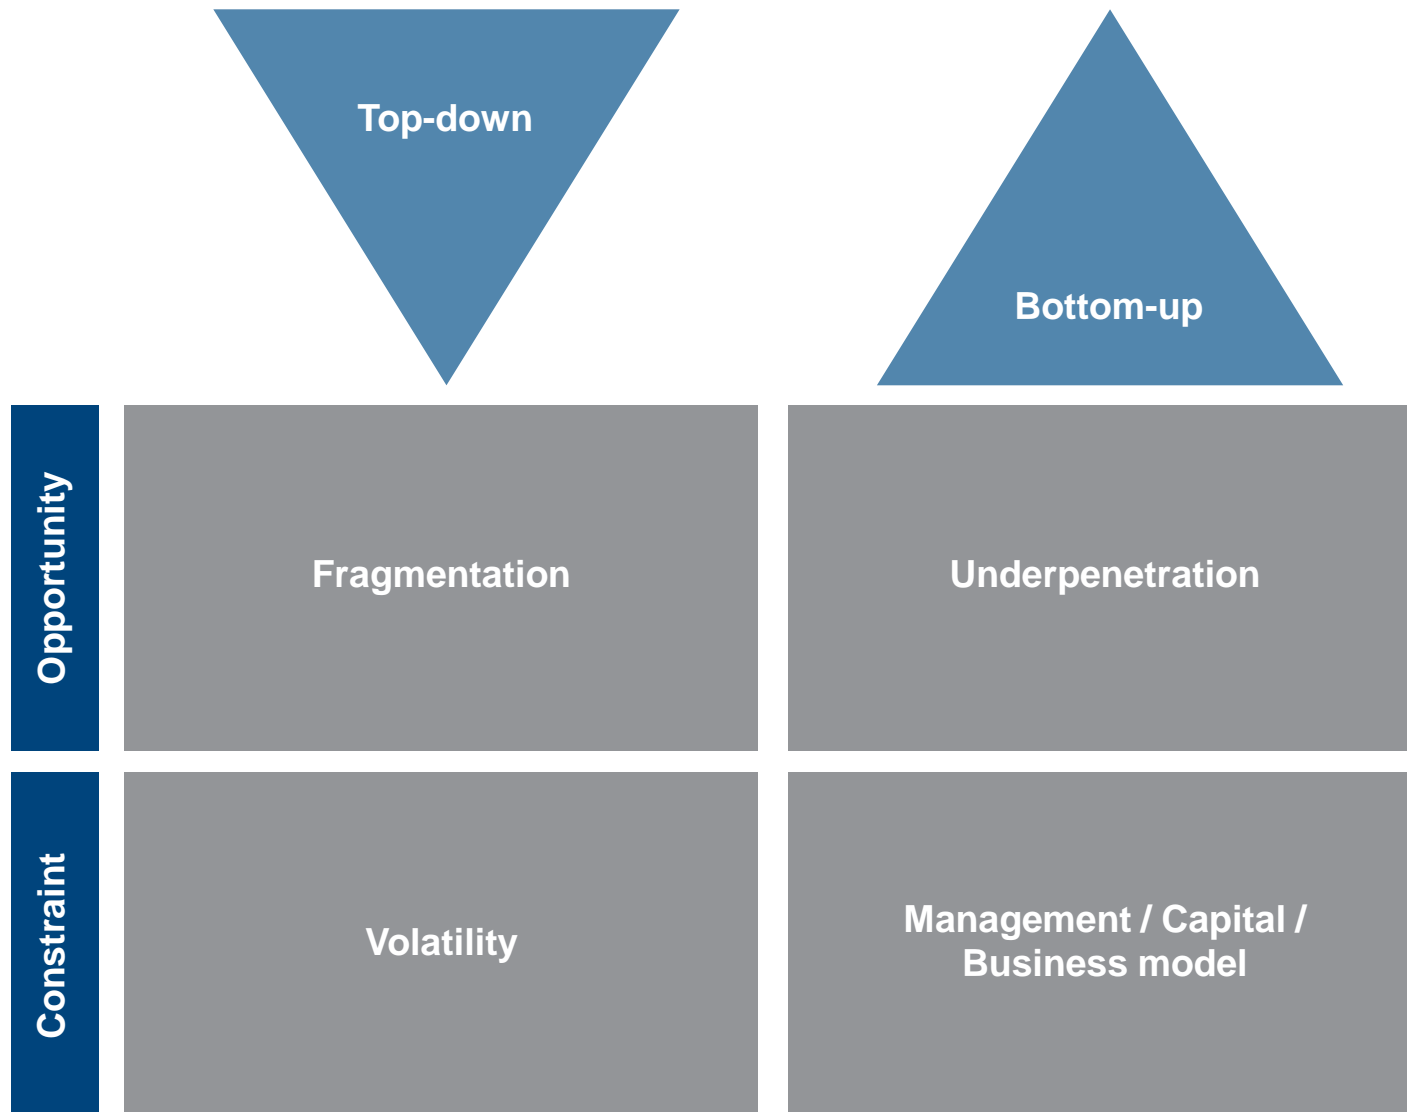 Top-down
Bottom-up
Opportunity
Fragmentation
Underpenetration
Constraint
Volatility
Management / Capital /
Business model